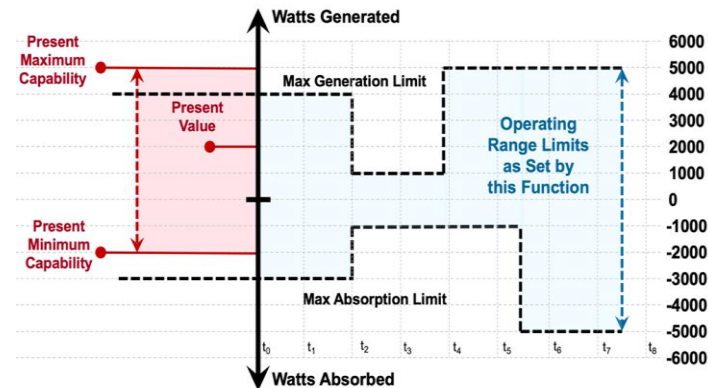 Watts Generated
Present
Maximum
Capability
Max Generation Limit
Present
Value
Operating
Range Limits
as Set by
this Function
Present
Minimum
Capability
Max Absorption Limit
6000
5000
4000
3000
2000
1000
0
-1000
-2000
-3000
-4000
-5000
-6000
t0 t1 t2 t3 t4 t5 t6 t7 t8
Watts Absorbed